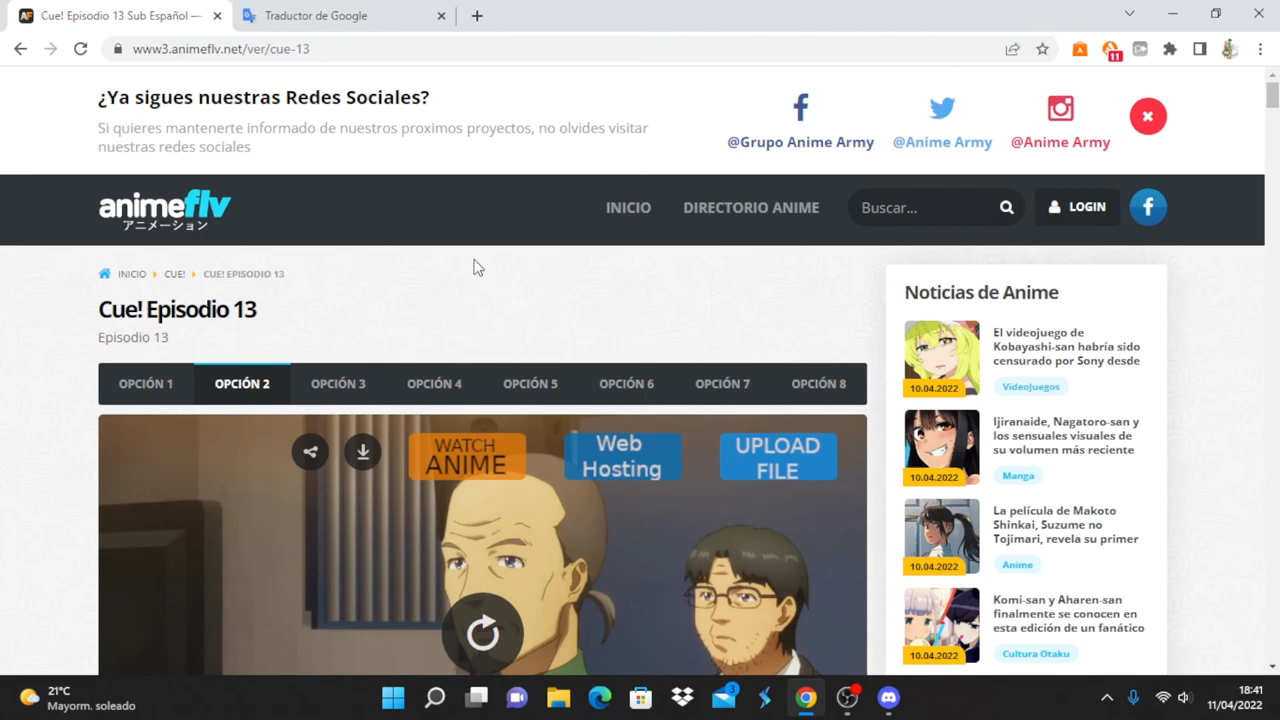 Cue! Episodio 13 Sub Español —
Traductor de Google
www3.animeflv.net/ver/cue-13
11
¿Ya sigues nuestras Redes Sociales?
Si quieres mantenerte informado de nuestros proximos proyectos, no olvides visitar
nuestras redes sociales
@Grupo Anime Army
@Anime Army
@Anime Army
animeflv
アニメーション
INICIO
DIRECTORIO ANIME
Buscar...
LOGIN
INICIO CUE! CUE! EPISODIO 13
Cue! Episodio 13
Episodio 13
OPCIÓN 1
OPCIÓN 2
OPCIÓN 3
OPCIÓN 4
OPCIÓN 5
OPCIÓN 6
OPCIÓN 7
OPCIÓN 8
WATCH
ANIME
Web
Hosting
UPLOAD
FILE
Noticias de Anime
El videojuego de
Kobayashi-san habría sido
censurado por Sony desde
VideoJuegos
10.04.2022
Ijiranaide, Nagatoro-san y
los sensuales visuales de
su volumen más reciente
Manga
10.04.2022
La película de Makoto
Shinkai, Suzume no
Tojimari, revela su primer
Anime
10.04.2022
Komi-san y Aharen-san
finalmente se conocen en
esta edición de un fanático
Cultura Otaku
10.04.2022
21°C
Mayorm. soleado
3
18:41
11/04/2022